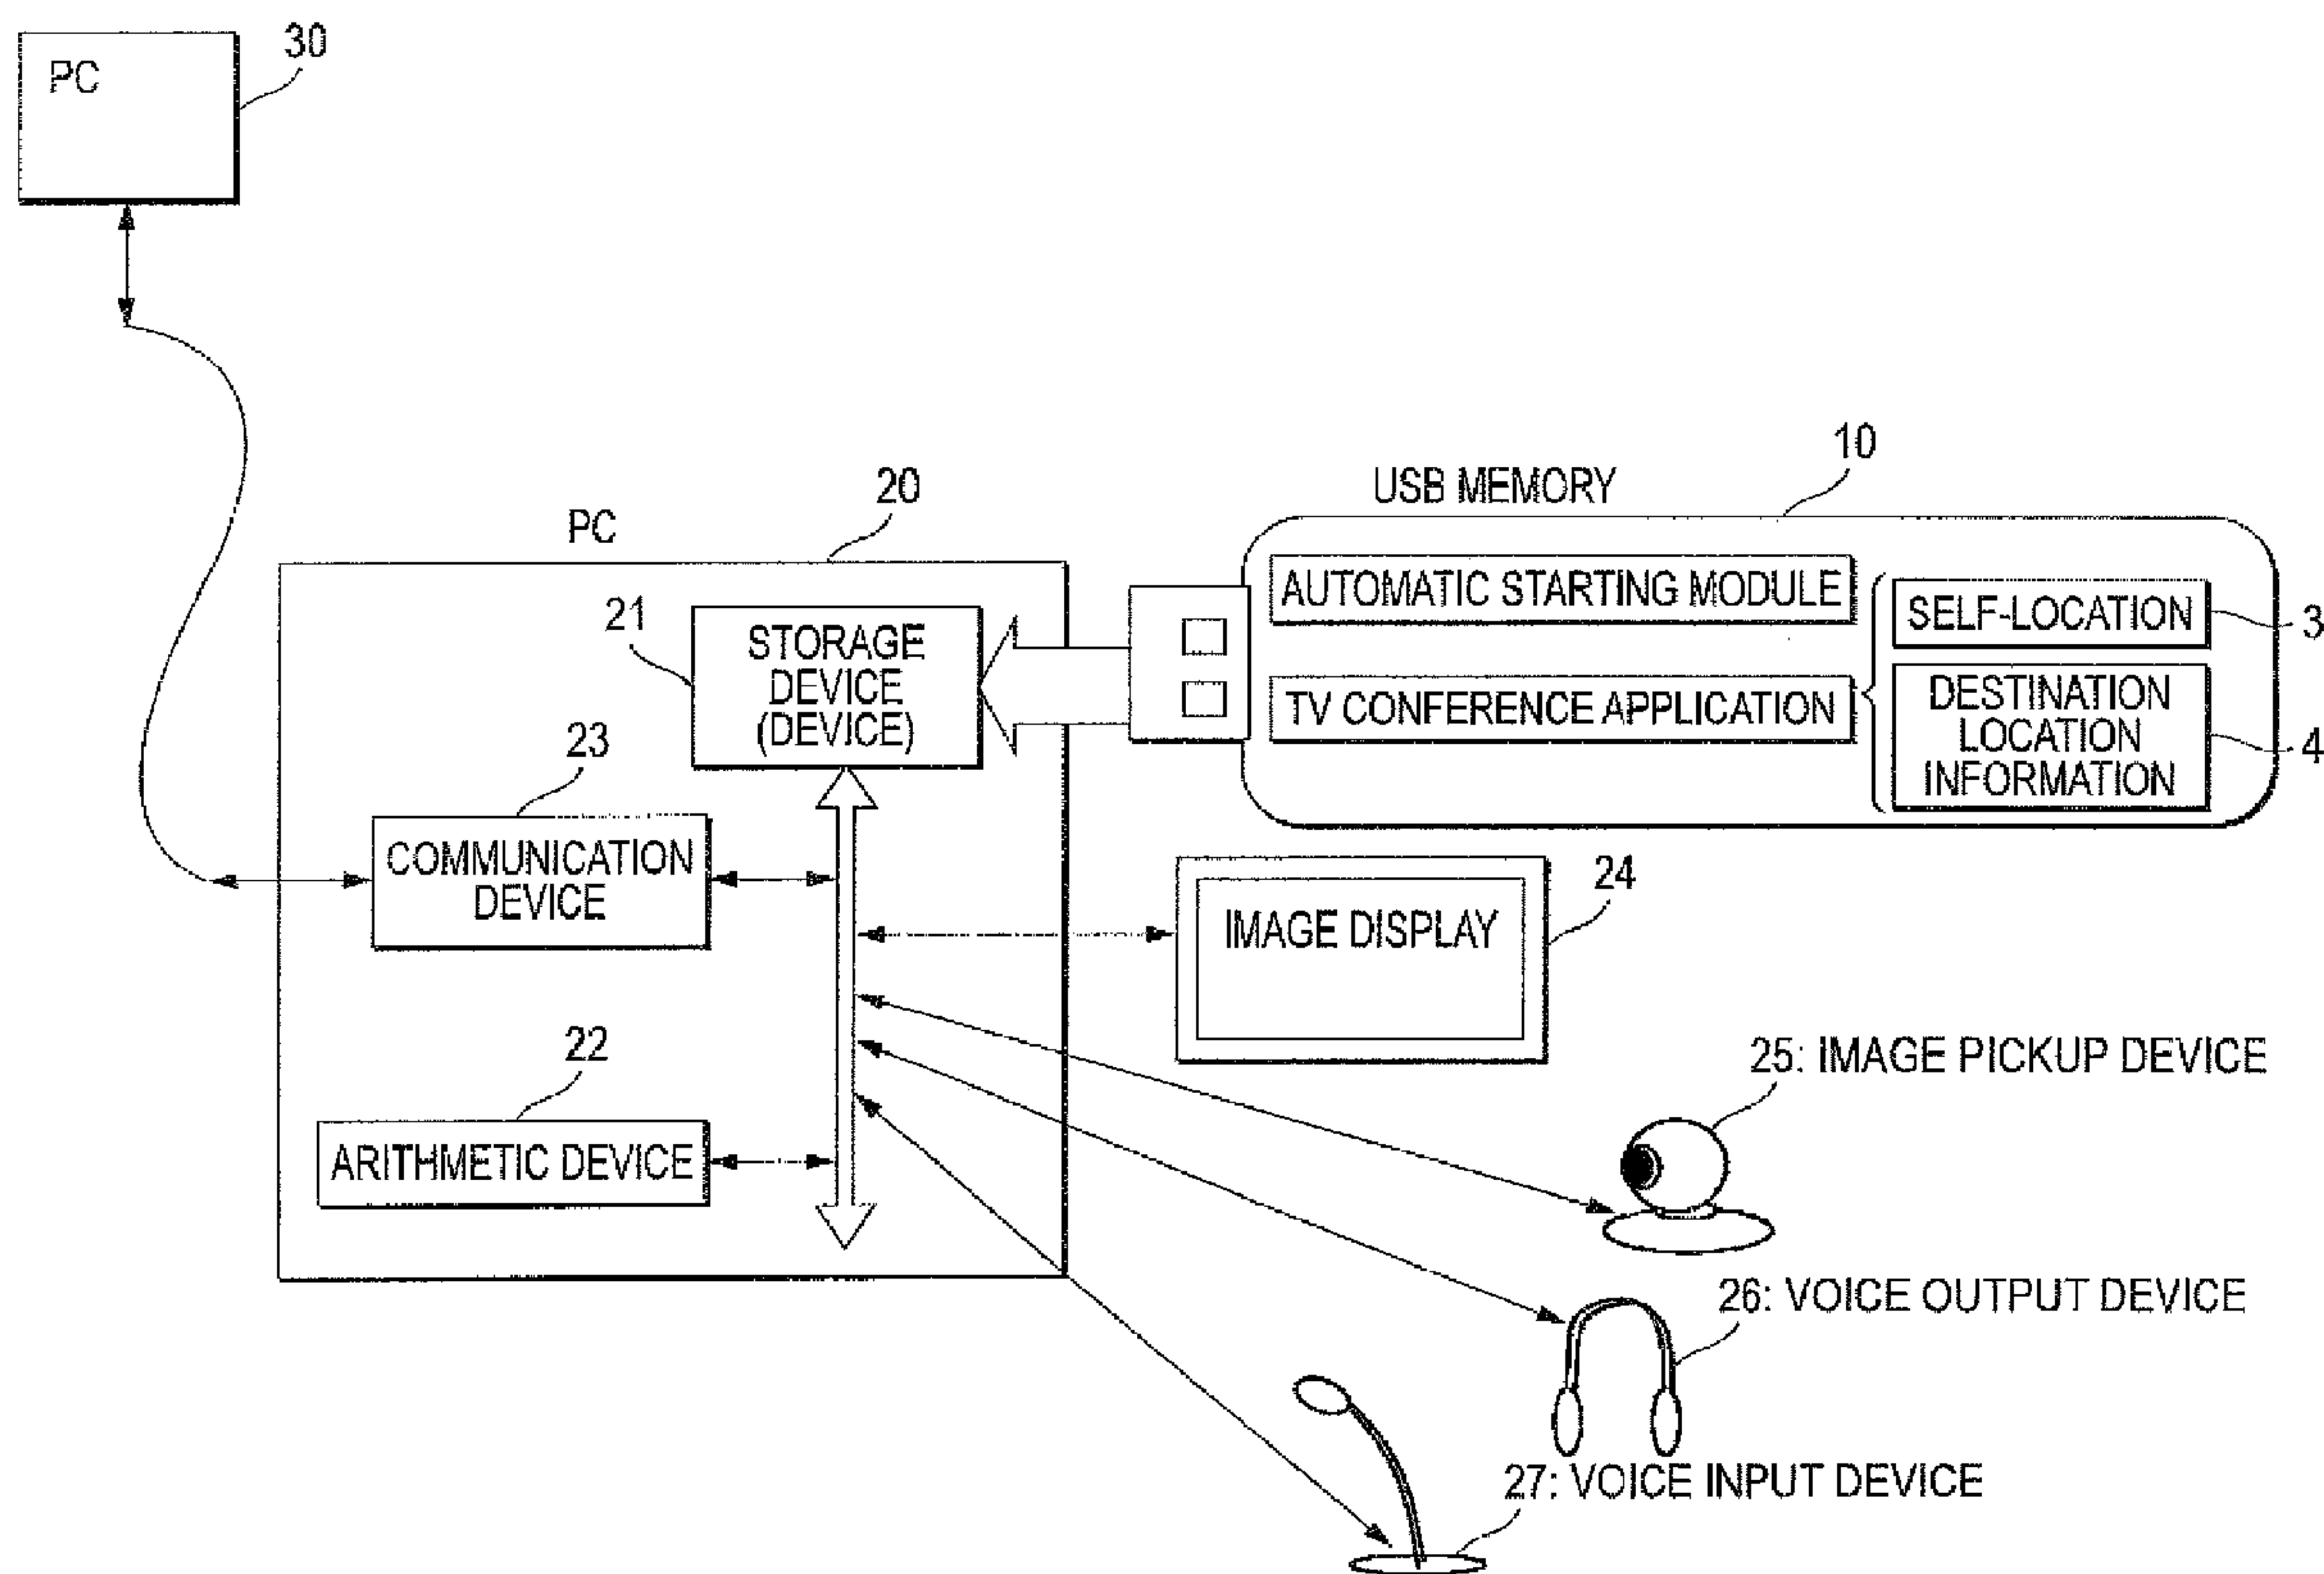 PC
30
10
USB MEMORY
20
PC
AUTOMATIC STARTING MODULE
SELF-LOCATION
3
21
STORAGE
DEVICE
(DEVICE)
TV CONFERENCE APPLICATION
DESTINATION
LOCATION
INFORMATION
4
23
COMMUNICATION
DEVICE
24
IMAGE DISPLAY
22
ARITHMETIC DEVICE
25: IMAGE PICKUP DEVICE
26: VOICE OUTPUT DEVICE
27: VOICE INPUT DEVICE